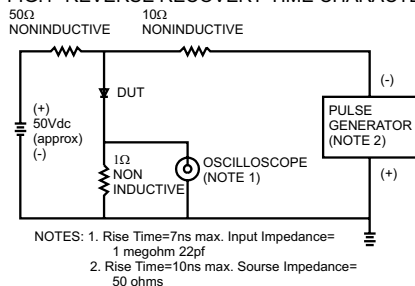 50Ω
NONINDUCTIVE
10Ω
NONINDUCTIVE
DUT
(+)
50Vdc
(approx)
(-)
1Ω
NON
INDUCTIVE
OSCILLOSCOPE
(NOTE 1)
(-)
PULSE
GENERATOR
(NOTE 2)
(+)
NOTES: 1. Rise Time=7ns max. Input Impedance=
1 megohm 22pf
2. Rise Time=10ns max. Sourse Impedance=
50 ohms